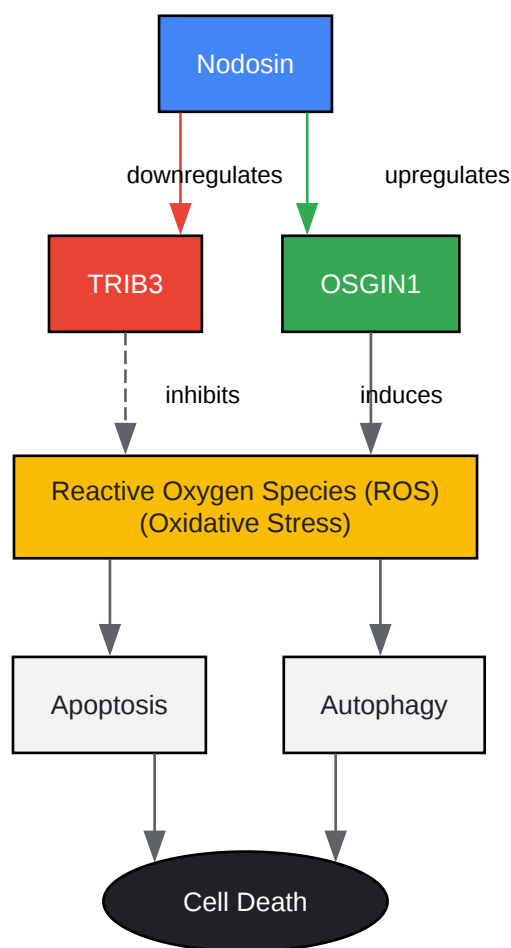 Nodosin
downregulates
upregulates
TRIB3
OSGIN1
inhibits
induces
Reactive Oxygen Species (ROS)
(Oxidative Stress)
Apoptosis
Autophagy
Cell Death